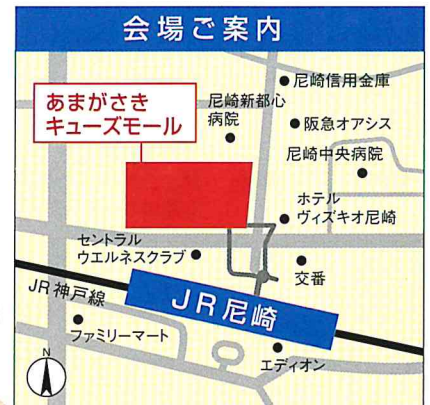 会場ご案内
尼崎信用金庫
あまがさき
キューズモール
尼崎新都心
病院
阪急オアシス
尼崎中央病院
ホテル
ヴィスキオ尼崎
セントラル
ウエルネスクラブ
交番
JR神戸線
JR尼崎
ファミリーマート
エディオン
N